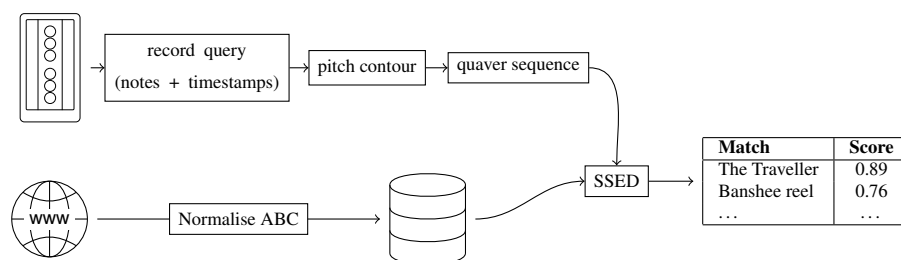 record query
(notes + timestamps)
pitch contour
quaver sequence
SSED
Match Score
The Traveller 0.89
Banshee reel 0.76
... ...
www
Normalise ABC